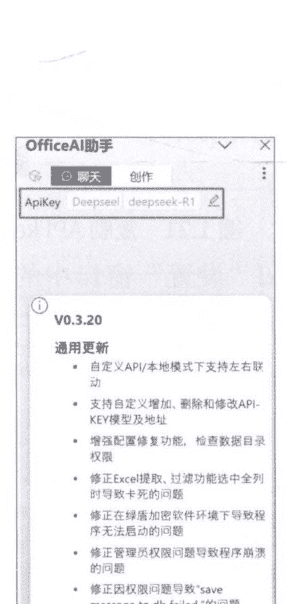 OfficeAI助手
聊天 创作
ApiKey Deepseel deepseek-R1
V0.3.20
通用更新
自定义API/本地模式下支持左右联
动
支持自定义增加、删除和修改API-
KEY模型及地址
增强配置修复功能，检查数据目录
权限
修正Excel提取、过滤功能选中全列
时导致卡死的问题
修正在绿盾加密软件环境下导致程
序无法启动的问题
修正管理员权限问题导致程序崩溃
的问题
修正因权限问题导致"save
message to db failed "的问题